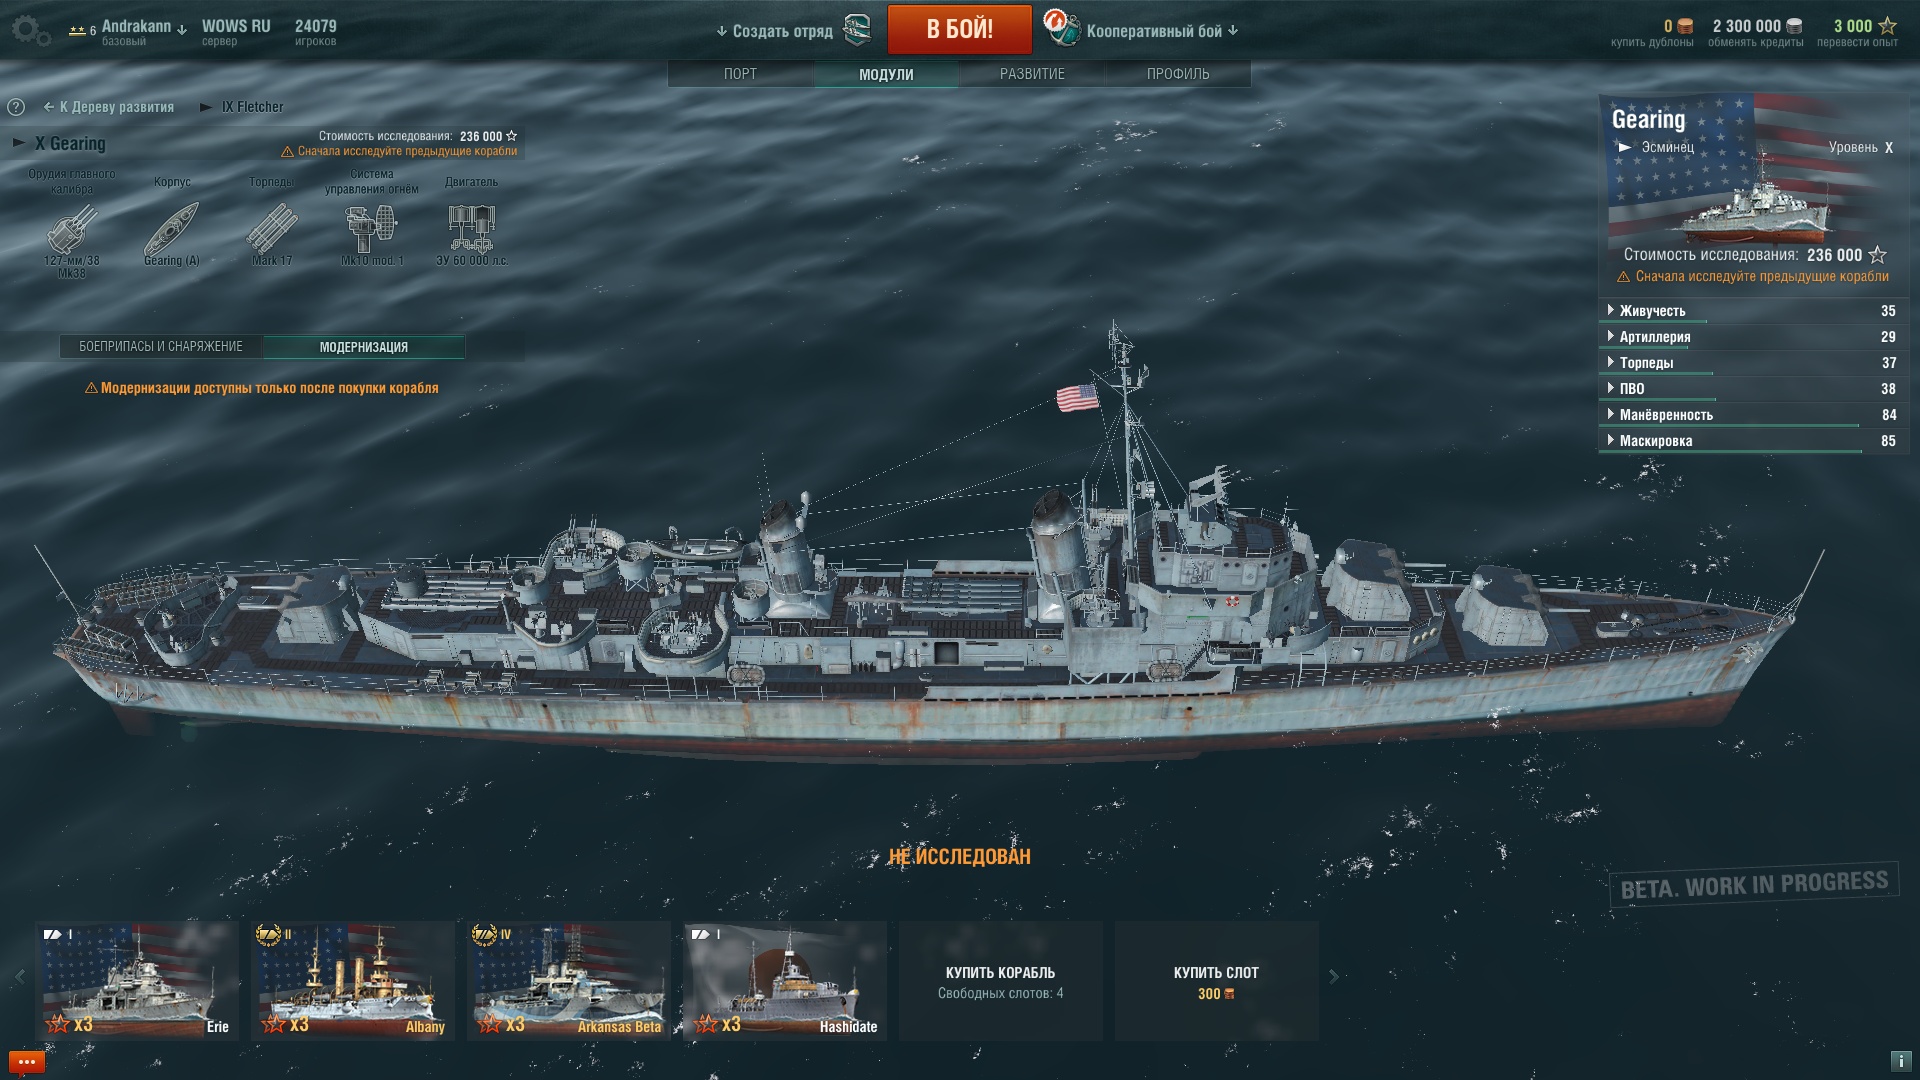 6 Andrakann
базовый
WOWS RU
сервер
24079
игроков
Создать отряд
В БОЙ!
Кооперативный бой
0
купить дублоны
2 300 000
обменять кредиты
3 000
перевести опыт
ПОРТ
МОДУЛИ
РАЗВИТИЕ
ПРОФИЛЬ
? К Дереву развития
IX Fletcher
X Gearing
Стоимость исследования: 236 000
Сначала исследуйте предыдущие корабли
Орудия главного
калибра
Корпус
Торпеды
Система
управления огнём
Двигатель
127-мм/38
Mk38
Gearing (A)
Mark 17
Mk10 mod. 1
ЭУ 60 000 л.с.
БОЕПРИПАСЫ И СНАРЯЖЕНИЕ
МОДЕРНИЗАЦИЯ
Модернизации доступны только после покупки корабля
Gearing
Эсминец
Уровень X
Стоимость исследования: 236 000
Сначала исследуйте предыдущие корабли
Живучесть 35
Артиллерия 29
Торпеды 37
ПВО 38
Манёвренность 84
Маскировка 85
НЕ ИССЛЕДОВАН
BETA. WORK IN PROGRESS
I
x3
Erie
II
x3
Albany
IV
x3
Arkansas Beta
I
x3
Hashidate
КУПИТЬ КОРАБЛЬ
Свободных слотов: 4
КУПИТЬ СЛОТ
300
i